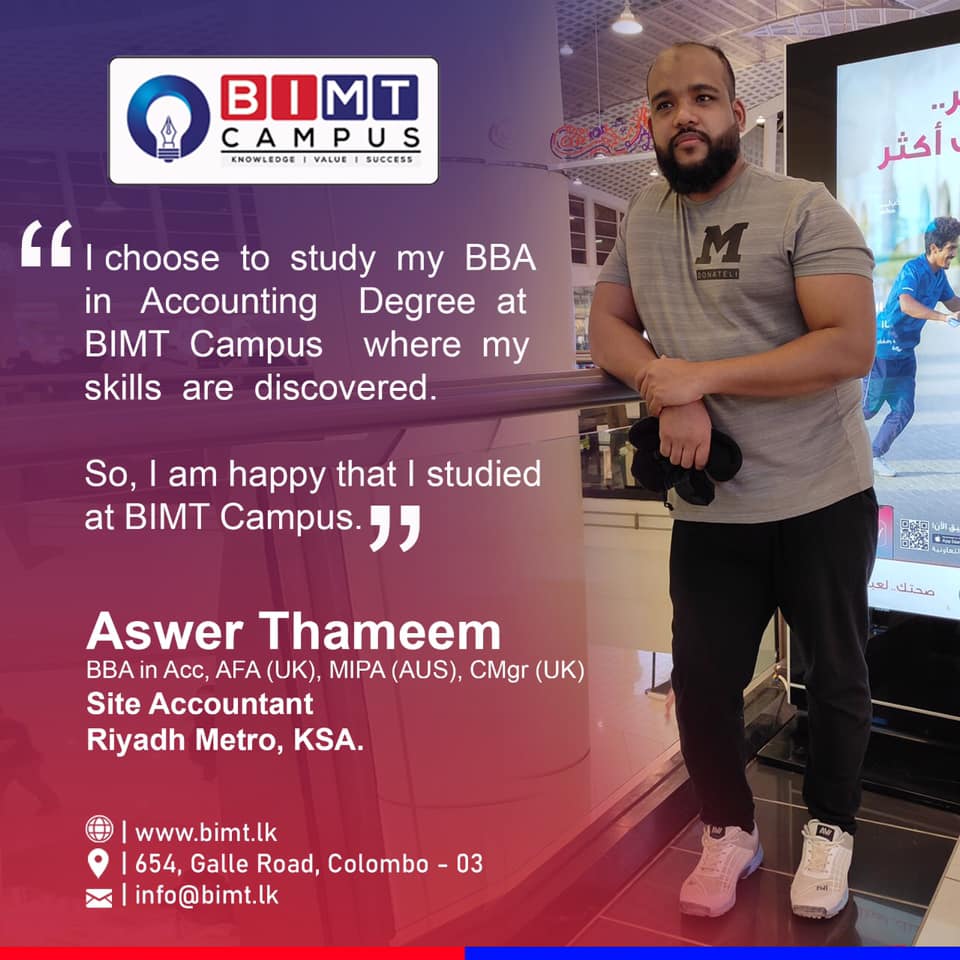 BIMT
CAMPUS
KNOWLEDGE | VALUE | SUCCESS
“ I choose to study my BBA
in Accounting Degree at
BIMT Campus where my
skills are discovered.
So, I am happy that I studied
at BIMT Campus. ”
Aswer Thameem
BBA in Acc, AFA (UK), MIPA (AUS), CMgr (UK)
Site Accountant
Riyadh Metro, KSA.
| www.bimt.lk
| 654, Galle Road, Colombo - 03
| info@bimt.lk
M
DONATELI
أكثر
صحتك..